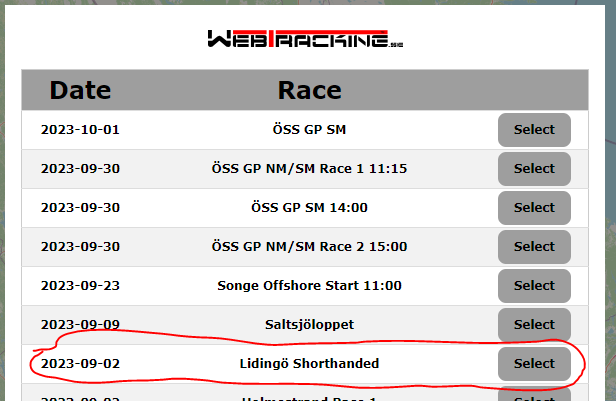 WEBTRACKING.SE
Date Race
2023-10-01 ÖSS GP SM Select
2023-09-30 ÖSS GP NM/SM Race 1 11:15 Select
2023-09-30 ÖSS GP SM 14:00 Select
2023-09-30 ÖSS GP NM/SM Race 2 15:00 Select
2023-09-23 Songe Offshore Start 11:00 Select
2023-09-09 Saltsjöloppet Select
2023-09-02 Lidingö Shorthanded Select
2023-09-02 Holmestrand Race 1